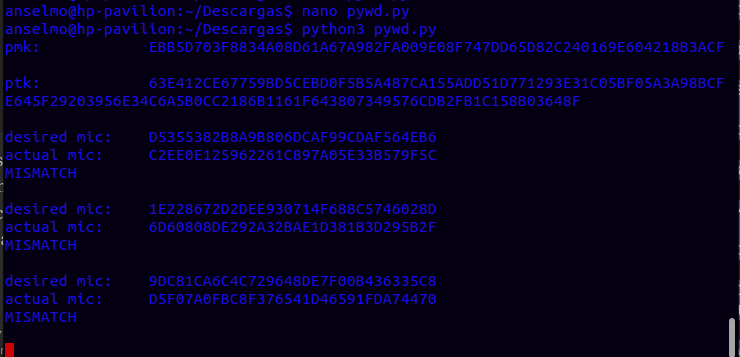 anselmo@hp-pavilion:~/Descargas$ nano pywd.py
anselmo@hp-pavilion:~/Descargas$ python3 pywd.py
pmk: EBB5D703F8834A08D61A67A982FA009E08F747DD65D82C240169E604218B3ACF
ptk: 63E412CE67759BD5CEBD0F5B5A487CA155ADD51D771293E31C05BF05A3A98BCF
E645F29203956E34C6A5B0CC2186B1161F643807349576CDB2FB1C158B03648F
desired mic: D5355382B8A9B806DCAF99CDAF564EB6
actual mic: C2EE0E125962261C897A05E33B579F5C
MISMATCH
desired mic: 1E228672D2DEE930714F688C5746028D
actual mic: 6D60808DE292A32BAE1D381B3D295B2F
MISMATCH
desired mic: 9DC81CA6C4C729648DE7F00B436335C8
actual mic: D5F07A0FBC8F376541D46591FDA74470
MISMATCH